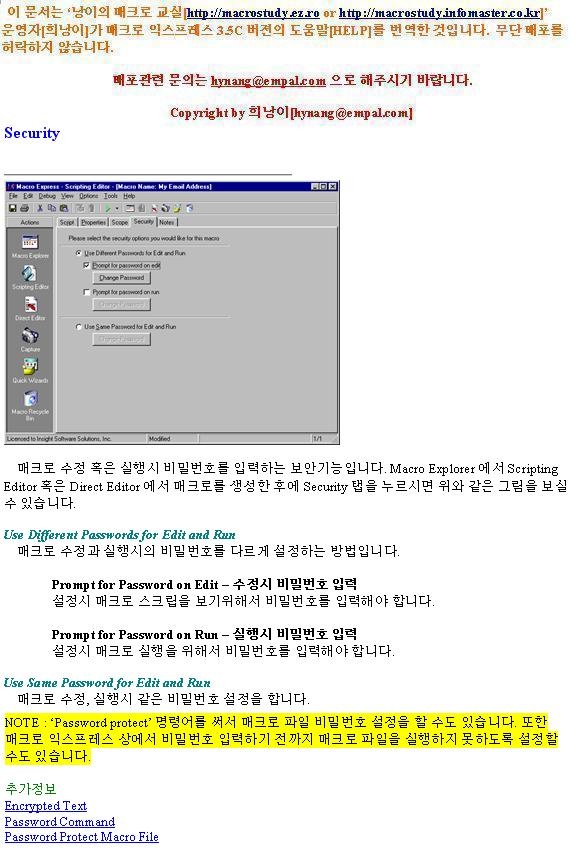 이 문서는 ‘낭이의 매크로 교실[http://macrostudy.ez.ro or http://macrostudy.infomaster.co.kr]’
운영자[희낭이]가 매크로 익스프레스 3.5C 버젼의 도움말[HELP]를 번역한 것입니다. 무단 배포를
허락하지 않습니다.
배포관련 문의는 hynang@empal.com 으로 해주시기 바랍니다.
Copyright by 희낭이[hynang@empal.com]
Security
Macro Express - Scripting Editor - [Macro Name: My Email Address]
File Edit Debug View Options Tools Help
Actions
Script Properties Scope Security Notes
Please select the security options you would like for this macro
Macro Explorer
Use Different Passwords for Edit and Run
Prompt for password on edit
Change Password
Scripting Editor
Prompt for password on run
Change Password
Direct Editor
Use Same Password for Edit and Run
Change Password
Capture
Quick Wizards
Macro Recycle
Bin
Licensed to Insight Software Solutions, Inc. Modified 1/1
매크로 수정 혹은 실행시 비밀번호를 입력하는 보안기능입니다. Macro Explorer 에서 Scripting
Editor 혹은 Direct Editor 에서 매크로를 생성한 후에 Security 탭을 누르시면 위와 같은 그림을 보실
수 있습니다.
Use Different Passwords for Edit and Run
매크로 수정과 실행시의 비밀번호를 다르게 설정하는 방법입니다.
Prompt for Password on Edit – 수정시 비밀번호 입력
설정시 매크로 스크립을 보기위해서 비밀번호를 입력해야 합니다.
Prompt for Password on Run – 실행시 비밀번호 입력
설정시 매크로 실행을 위해서 비밀번호를 입력해야 합니다.
Use Same Password for Edit and Run
매크로 수정, 실행시 같은 비밀번호 설정을 합니다.
NOTE : ‘Password protect’ 명령어를 써서 매크로 파일 비밀번호 설정을 할 수도 있습니다. 또한
매크로 익스프레스 상에서 비밀번호 입력하기 전까지 매크로 파일을 실행하지 못하도록 설정할
수도 있습니다.
추가정보
Encrypted Text
Password Command
Password Protect Macro File